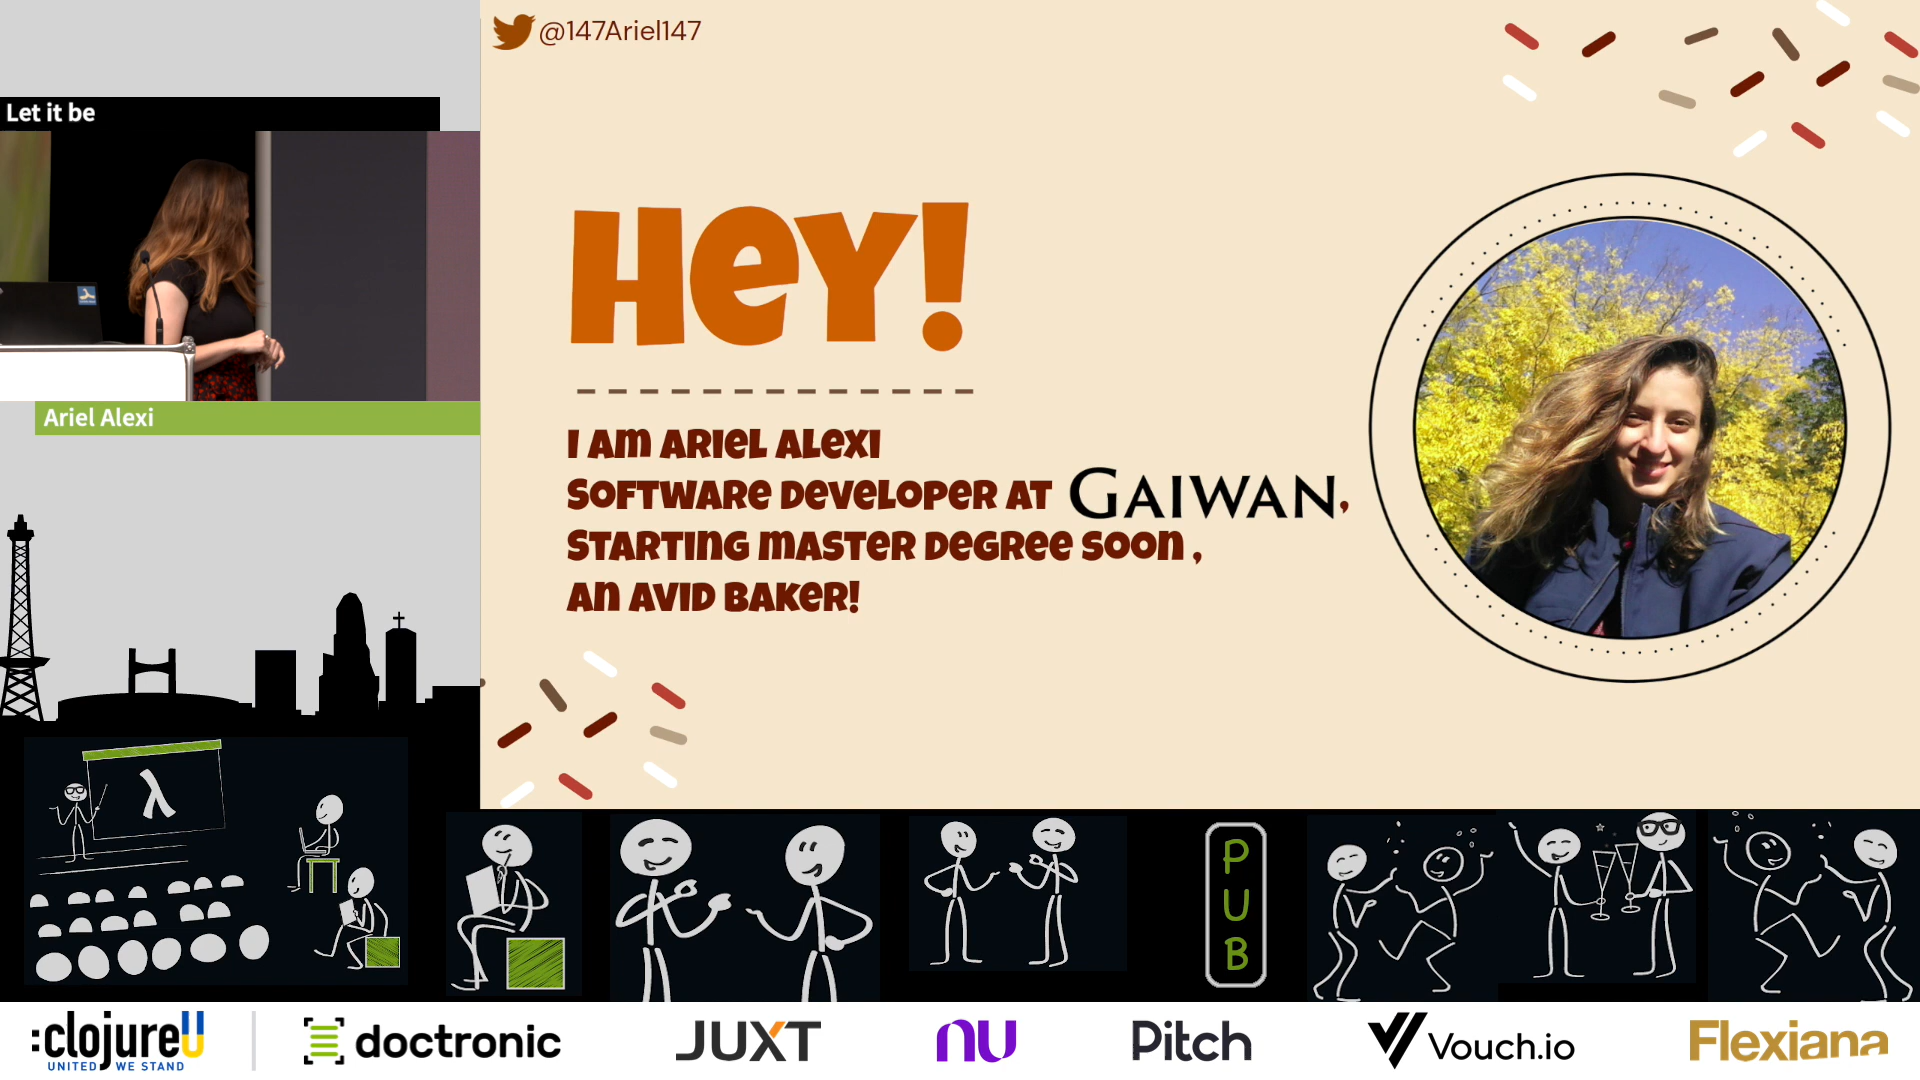 @147Ariel147
Let it be
Ariel Alexi
Hey!
I am Ariel Alexi
Software developer at GAIWAN,
Starting master degree soon ,
An avid baker!
λ
P
U
B
:clojureU
UNITED WE STAND
doctronic
JUXT
nu
Pitch
Vouch.io
Flexiana